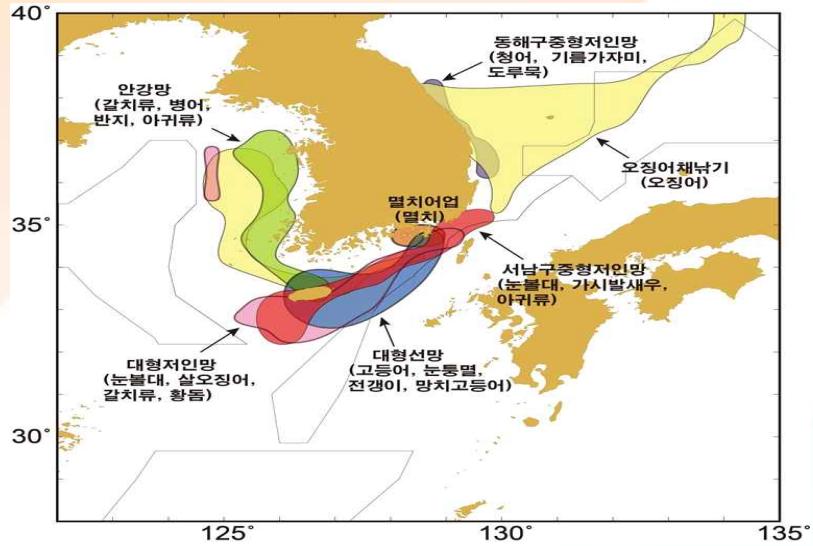 40°
동해구중형저인망
(청어, 기름가자미,
도루묵)
안강망
(갈치류, 병어,
반지, 아귀류)
오징어채낚기
(오징어)
멸치어업
(멸치)
35°
서남구중형저인망
(눈볼대, 가시발새우,
아귀류)
대형선망
(고등어, 눈퉁멸,
전갱이, 망치고등어)
대형저인망
(눈볼대, 살오징어,
갈치류, 황돔)
30°
125°
130°
135°